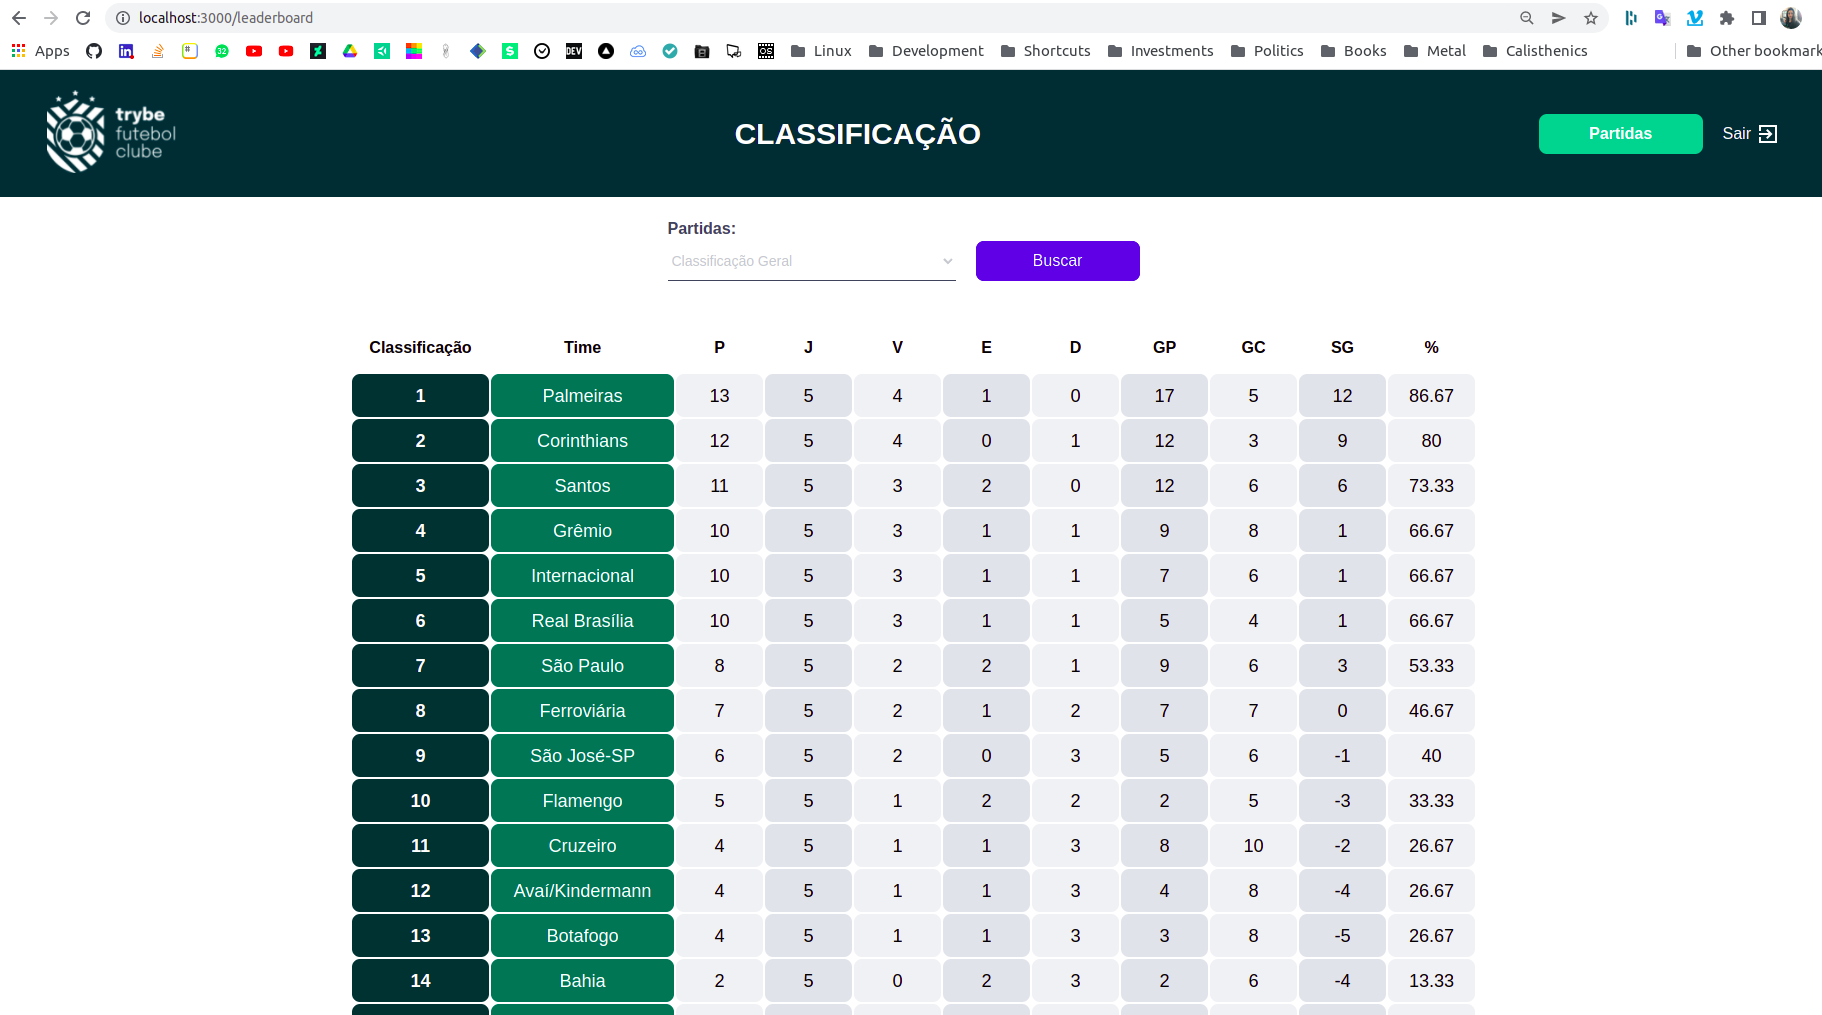 localhost:3000/leaderboard
Apps
32
DEV
OS
Linux
Development
Shortcuts
Investments
Politics
Books
Metal
Calisthenics
Other bookmark
trybe
futebol
clube
CLASSIFICAÇÃO
Partidas
Sair
Partidas:
Classificação Geral
Buscar
Classificação Time P J V E D GP GC SG %
1 Palmeiras 13 5 4 1 0 17 5 12 86.67
2 Corinthians 12 5 4 0 1 12 3 9 80
3 Santos 11 5 3 2 0 12 6 6 73.33
4 Grêmio 10 5 3 1 1 9 8 1 66.67
5 Internacional 10 5 3 1 1 7 6 1 66.67
6 Real Brasília 10 5 3 1 1 5 4 1 66.67
7 São Paulo 8 5 2 2 1 9 6 3 53.33
8 Ferroviária 7 5 2 1 2 7 7 0 46.67
9 São José-SP 6 5 2 0 3 5 6 -1 40
10 Flamengo 5 5 1 2 2 2 5 -3 33.33
11 Cruzeiro 4 5 1 1 3 8 10 -2 26.67
12 Avaí/Kindermann 4 5 1 1 3 4 8 -4 26.67
13 Botafogo 4 5 1 1 3 3 8 -5 26.67
14 Bahia 2 5 0 2 3 2 6 -4 13.33